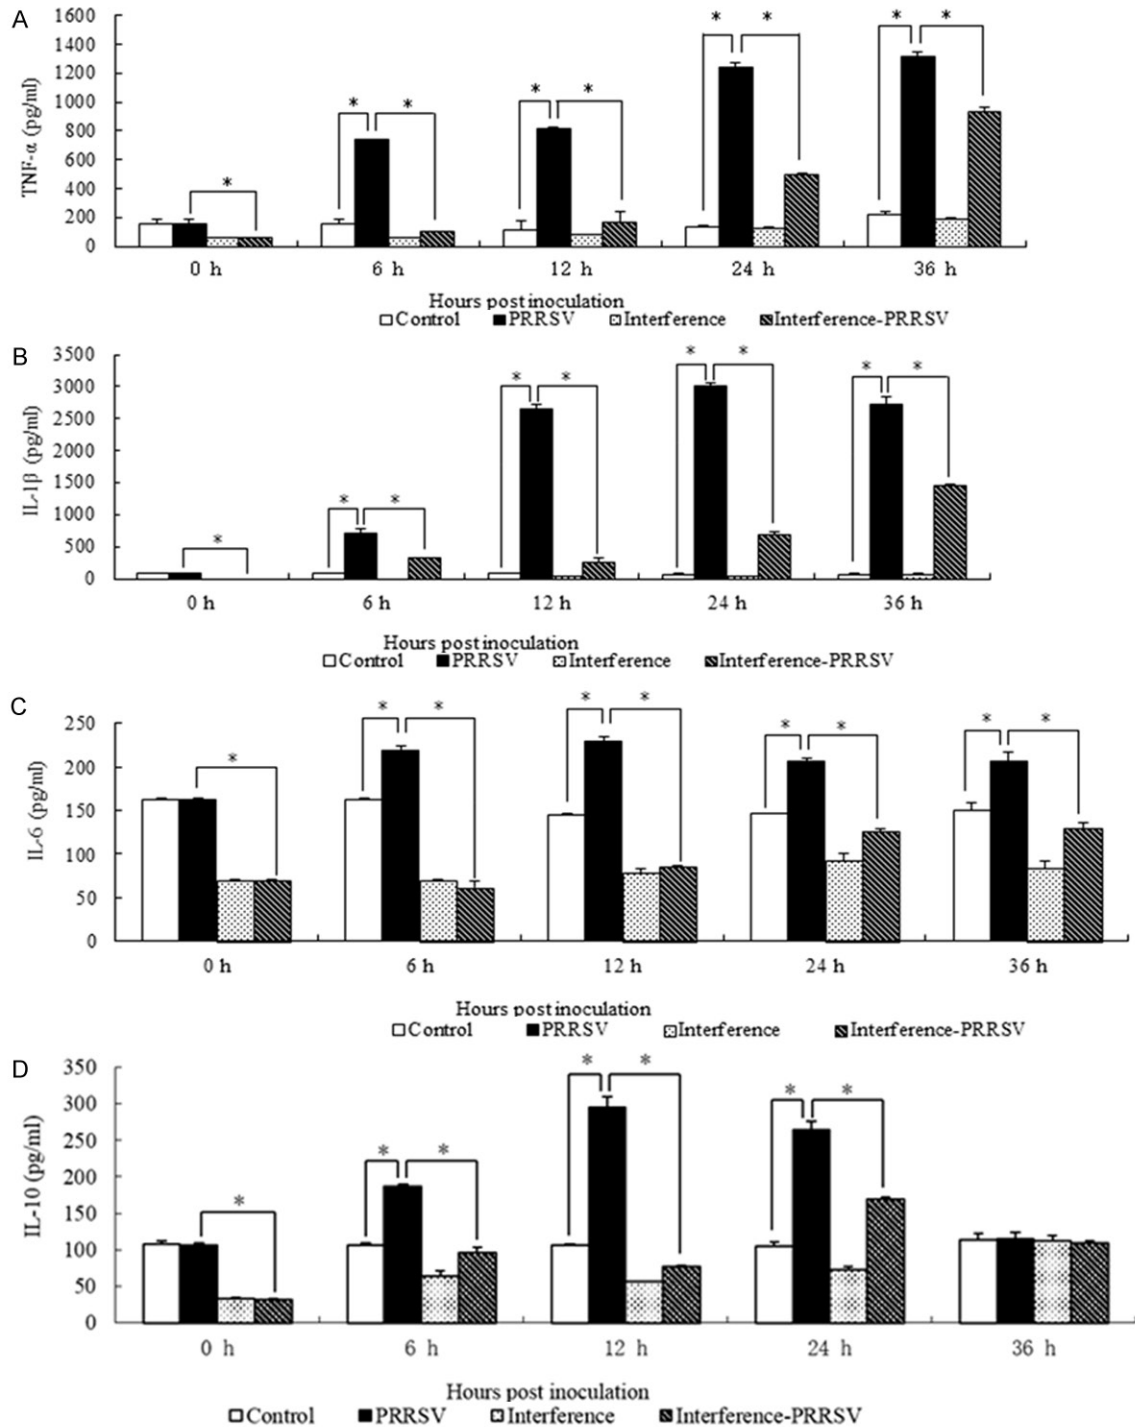 A
TNF-α (pg/ml)
1600
1400
1200
1000
800
600
400
200
0
* * * * * * * * *
0 h 6 h 12 h 24 h 36 h
Hours post inoculation
Control PRRSV Interference Interference-PRRSV
B
IL-1β (pg/ml)
3500
3000
2500
2000
1500
1000
500
0
* * * * * * * * *
0 h 6 h 12 h 24 h 36 h
Hours post inoculation
Control PRRSV Interference Interference-PRRSV
C
IL-6 (pg/ml)
250
200
150
100
50
0
* * * * * * * * *
0 h 6 h 12 h 24 h 36 h
Hours post inoculation
Control PRRSV Interference Interference-PRRSV
D
IL-10 (pg/ml)
350
300
250
200
150
100
50
0
* * * * * * *
0 h 6 h 12 h 24 h 36 h
Hours post inoculation
Control PRRSV Interference Interference-PRRSV